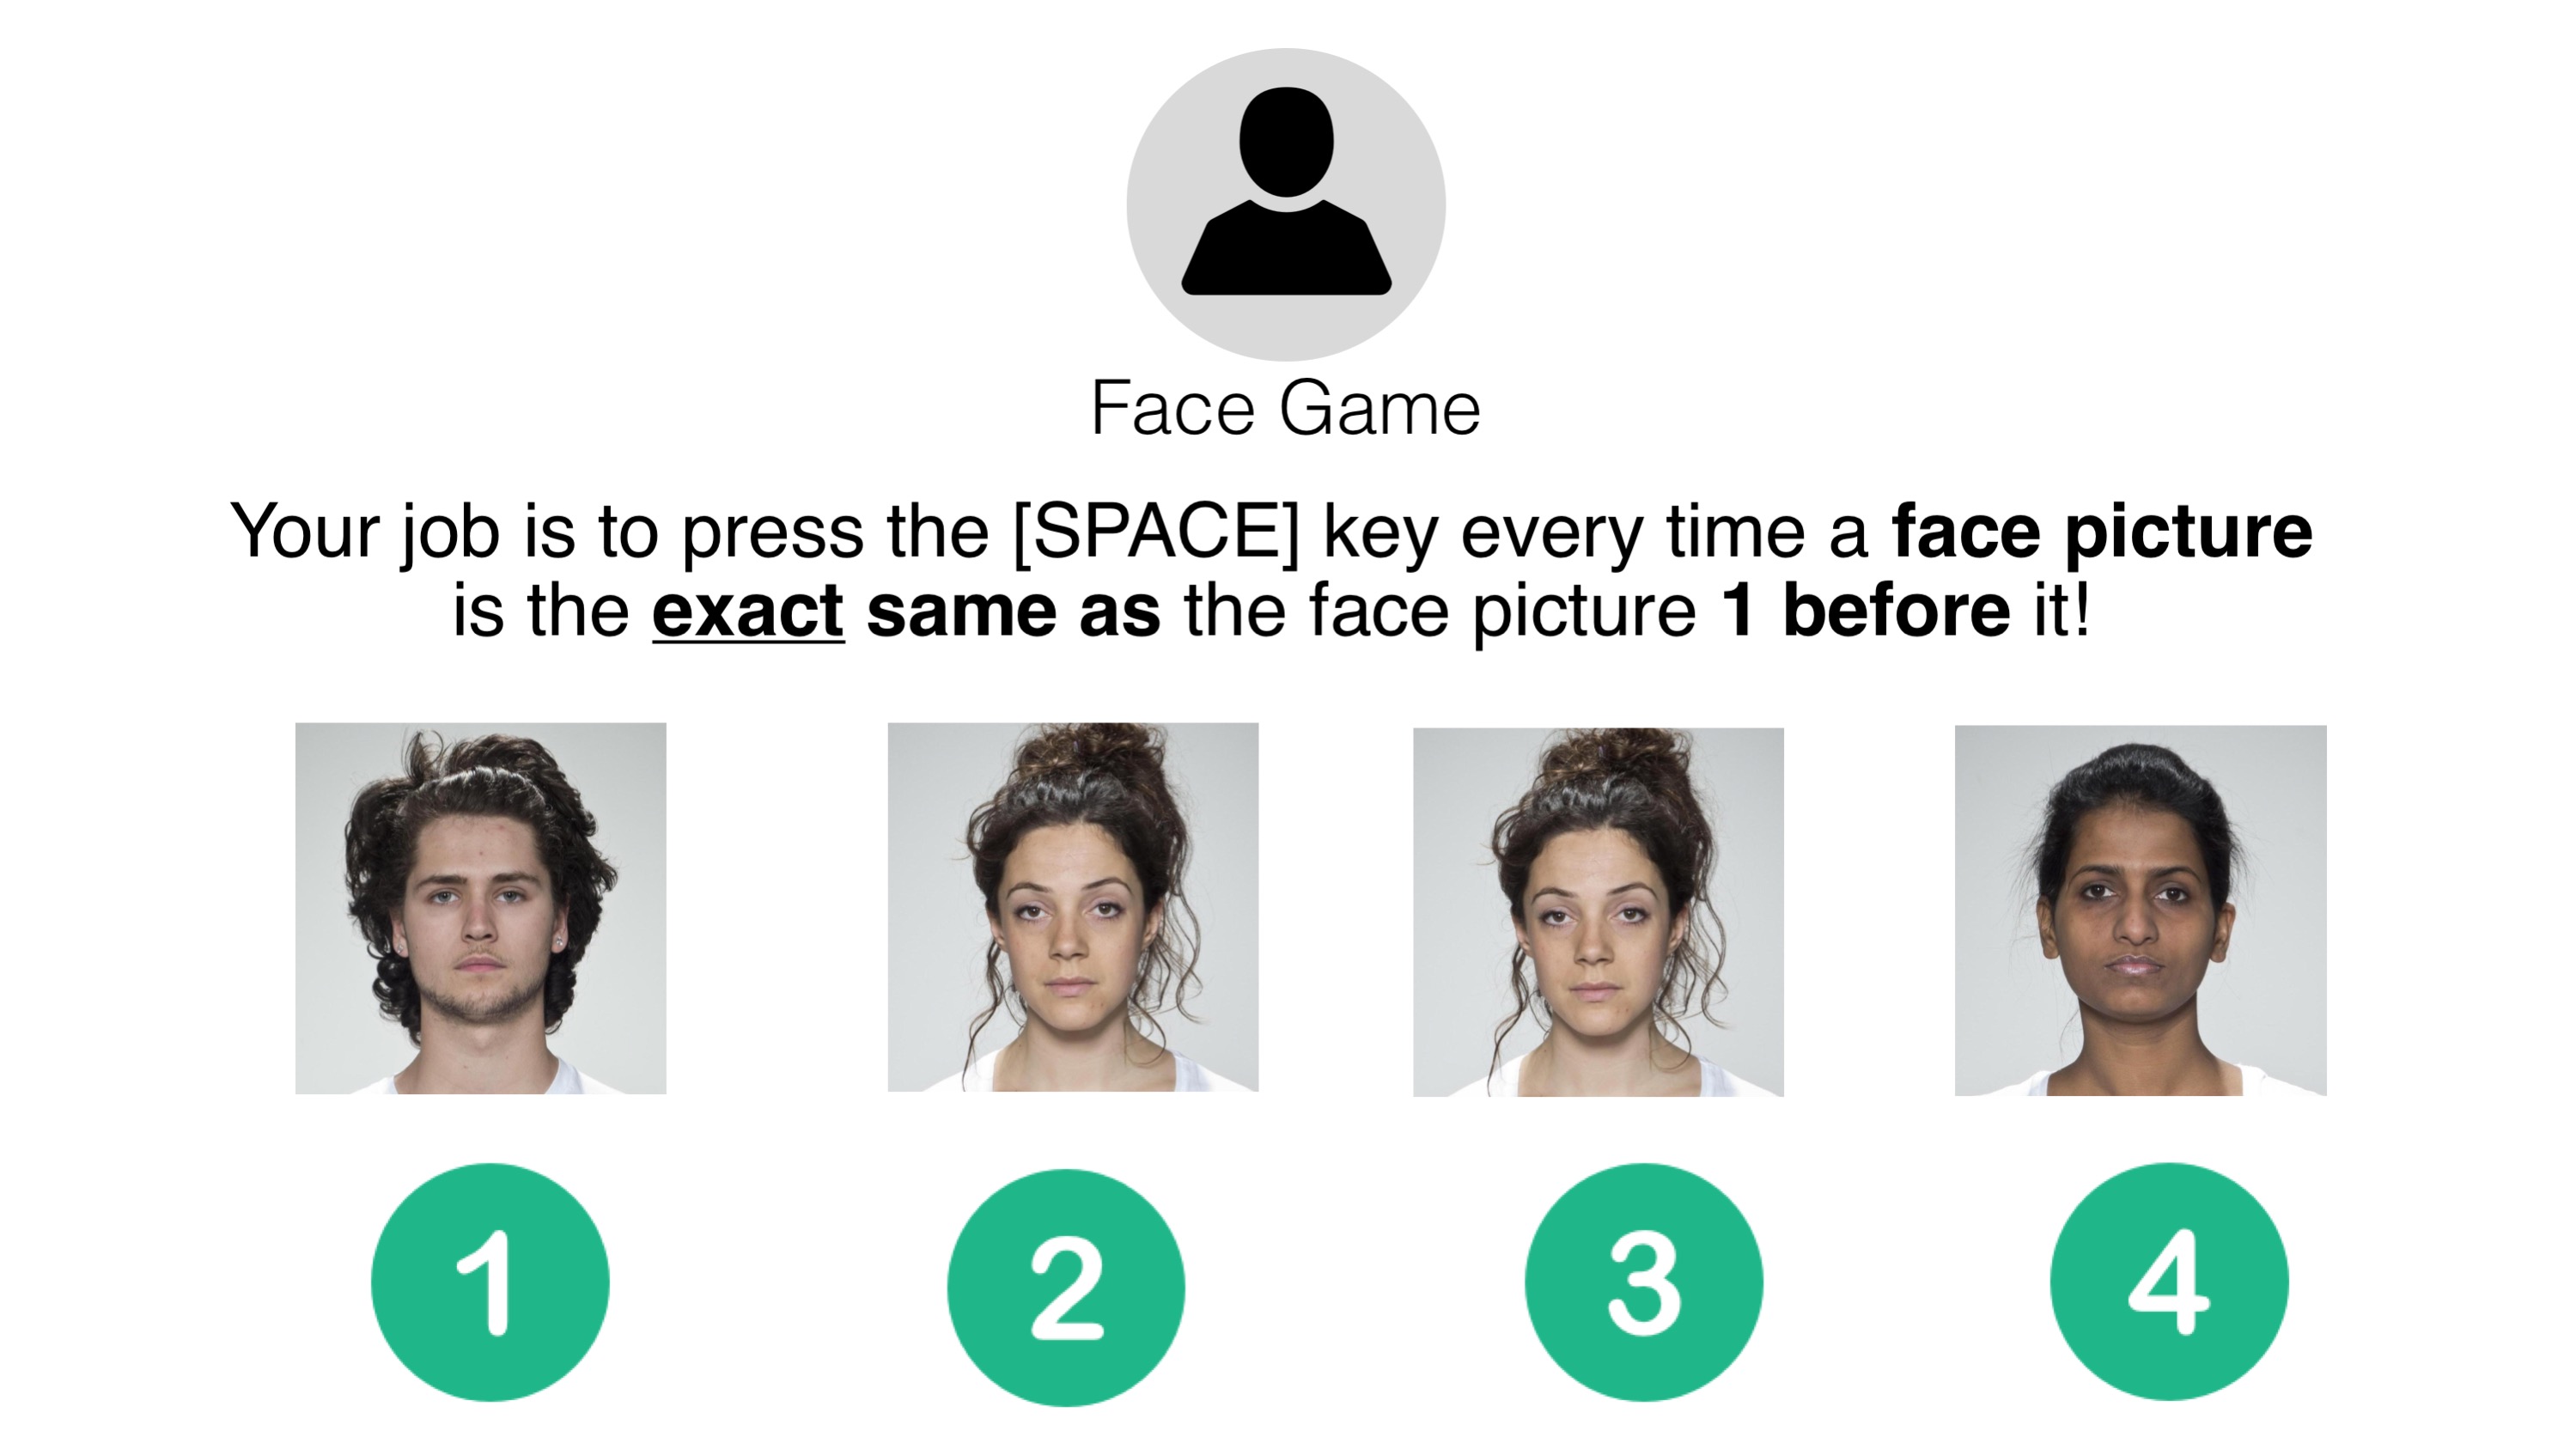 Face Game
Your job is to press the [SPACE] key every time a face picture
is the exact same as the face picture 1 before it!
1 2 3 4